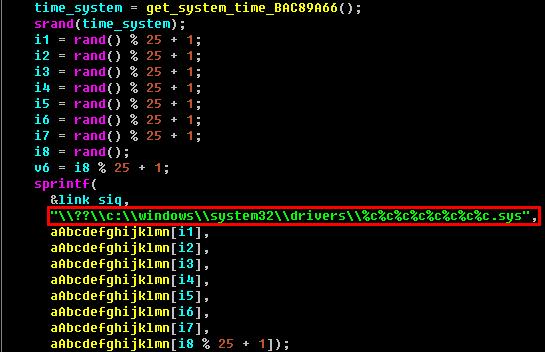 time_system = get_system_time_BAC89A66();
srand(time_system);
i1 = rand() % 25 + 1;
i2 = rand() % 25 + 1;
i3 = rand() % 25 + 1;
i4 = rand() % 25 + 1;
i5 = rand() % 25 + 1;
i6 = rand() % 25 + 1;
i7 = rand() % 25 + 1;
i8 = rand();
v6 = i8 % 25 + 1;
sprintf(
&link_sig,
"\\??\\c:\\windows\\system32\\drivers\\%c%c%c%c%c%c%c%c.sys",
aAbcdefghijklmn[i1],
aAbcdefghijklmn[i2],
aAbcdefghijklmn[i3],
aAbcdefghijklmn[i4],
aAbcdefghijklmn[i5],
aAbcdefghijklmn[i6],
aAbcdefghijklmn[i7],
aAbcdefghijklmn[i8 % 25 + 1]);